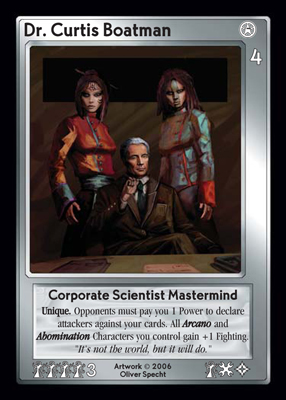 Dr. Curtis Boatman
4
Corporate Scientist Mastermind
Unique. Opponents must pay you 1 Power to declare
attackers against your cards. All Arcano and
Abomination Characters you control gain +1 Fighting.
"It's not the world, but it will do."
Artwork © 2006
Oliver Specht
3